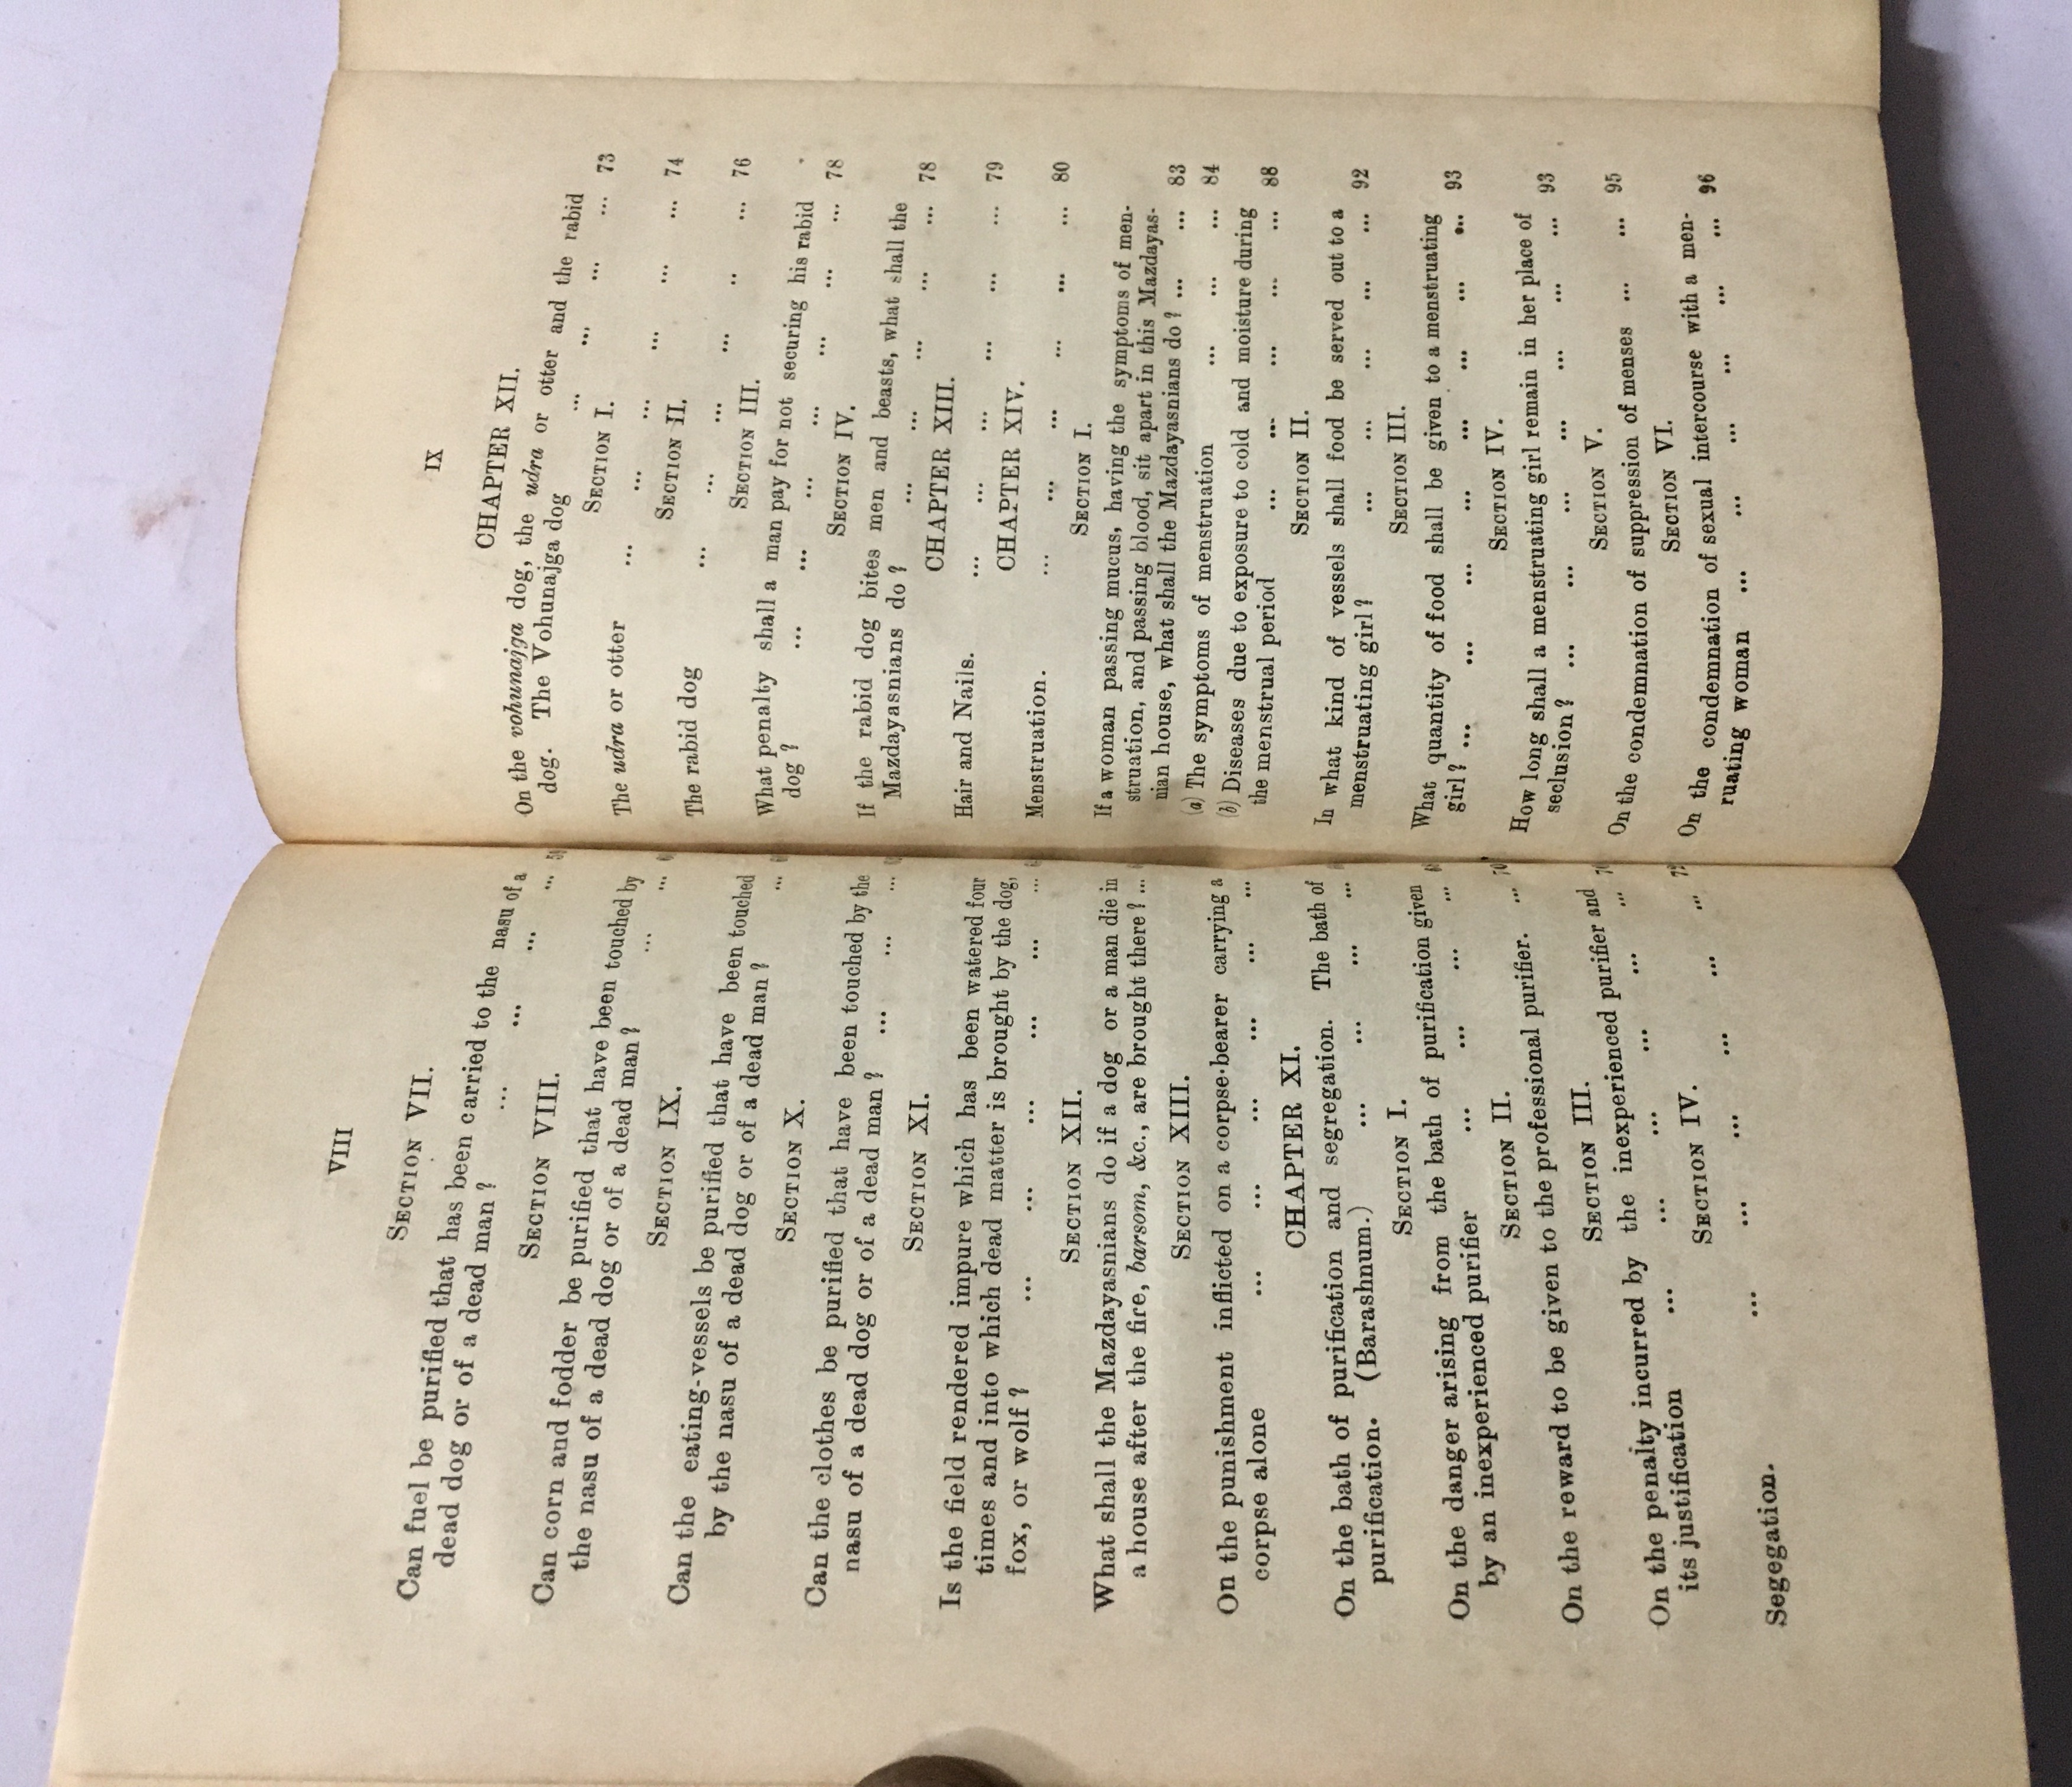 VIII
SECTION VII.
Can fuel be purified that has been carried to the nasu of a
dead dog or of a dead man ? ... ... ... ...
SECTION VIII.
Can corn and fodder be purified that have been touched by
the nasu of a dead dog or of a dead man ? ... ...
SECTION IX.
Can the eating-vessels be purified that have been touched
by the nasu of a dead dog or of a dead man ? ...
SECTION X.
Can the clothes be purified that have been touched by the
nasu of a dead dog or of a dead man ? ... ... ...
SECTION XI.
Is the field rendered impure which has been watered four
times and into which dead matter is brought by the dog,
fox, or wolf ? ... ... ... ... ... ...
SECTION XII.
What shall the Mazdayasnians do if a dog or a man die in
a house after the fire, barsom, &c., are brought there ? ...
SECTION XIII.
On the punishment inflicted on a corpse-bearer carrying a
corpse alone ... ... ... ... ... ...
CHAPTER XI.
On the bath of purification and segregation. The bath of
purification. (Barashnum.) ... ... ... ...
SECTION I.
On the danger arising from the bath of purification given
by an inexperienced purifier ... ... ... ...
SECTION II.
On the reward to be given to the professional purifier. ... 70
SECTION III.
On the penalty incurred by the inexperienced purifier and
its justification ... ... ... ... ... ...
SECTION IV.
Segegation. ... ... ... ... ... ...
IX
CHAPTER XII.
On the vohunajga dog, the udra or otter and the rabid
dog. The Vohunajga dog ... ... ... ... 73
SECTION I.
The udra or otter ... ... ... ... ... ... 74
SECTION II.
The rabid dog ... ... ... ... .. ... 76
SECTION III.
What penalty shall a man pay for not securing his rabid
dog ? ... ... ... ... ... ... ... 78
SECTION IV.
If the rabid dog bites men and beasts, what shall the
Mazdayasnians do ? ... ... ... ... ... 78
CHAPTER XIII.
Hair and Nails. ... ... ... ... ... ... 79
CHAPTER XIV.
Menstruation. ... ... ... ... ... ... 80
SECTION I.
If a woman passing mucus, having the symptoms of men-
struation, and passing blood, sit apart in this Mazdayas-
nian house, what shall the Mazdayasnians do ? ... ... 83
(a) The symptoms of menstruation ... ... ... 84
(b) Diseases due to exposure to cold and moisture during
the menstrual period ... ... ... ... ... 88
SECTION II.
In what kind of vessels shall food be served out to a
menstruating girl ? ... ... ... ... ... 92
SECTION III.
What quantity of food shall be given to a menstruating
girl ? ... ... ... ... ... ... ... ... 93
SECTION IV.
How long shall a menstruating girl remain in her place of
seclusion ? ... ... ... ... ... ... ... 93
SECTION V.
On the condemnation of suppression of menses ... ... 95
SECTION VI.
On the condemnation of sexual intercourse with a men-
ruating woman ... ... ... ... ... ... 96